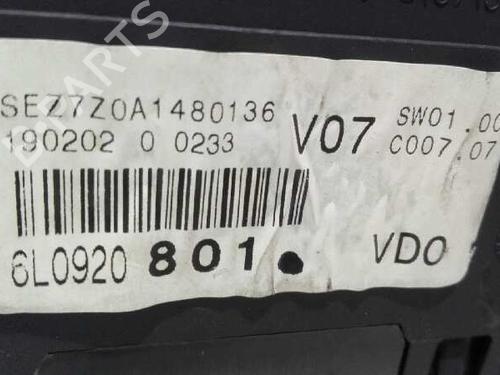 SEZ7Z0A1480136
190202 0 0233
V07
SW01.00
C007.07
6L0920 801.
VDO
B PARTS